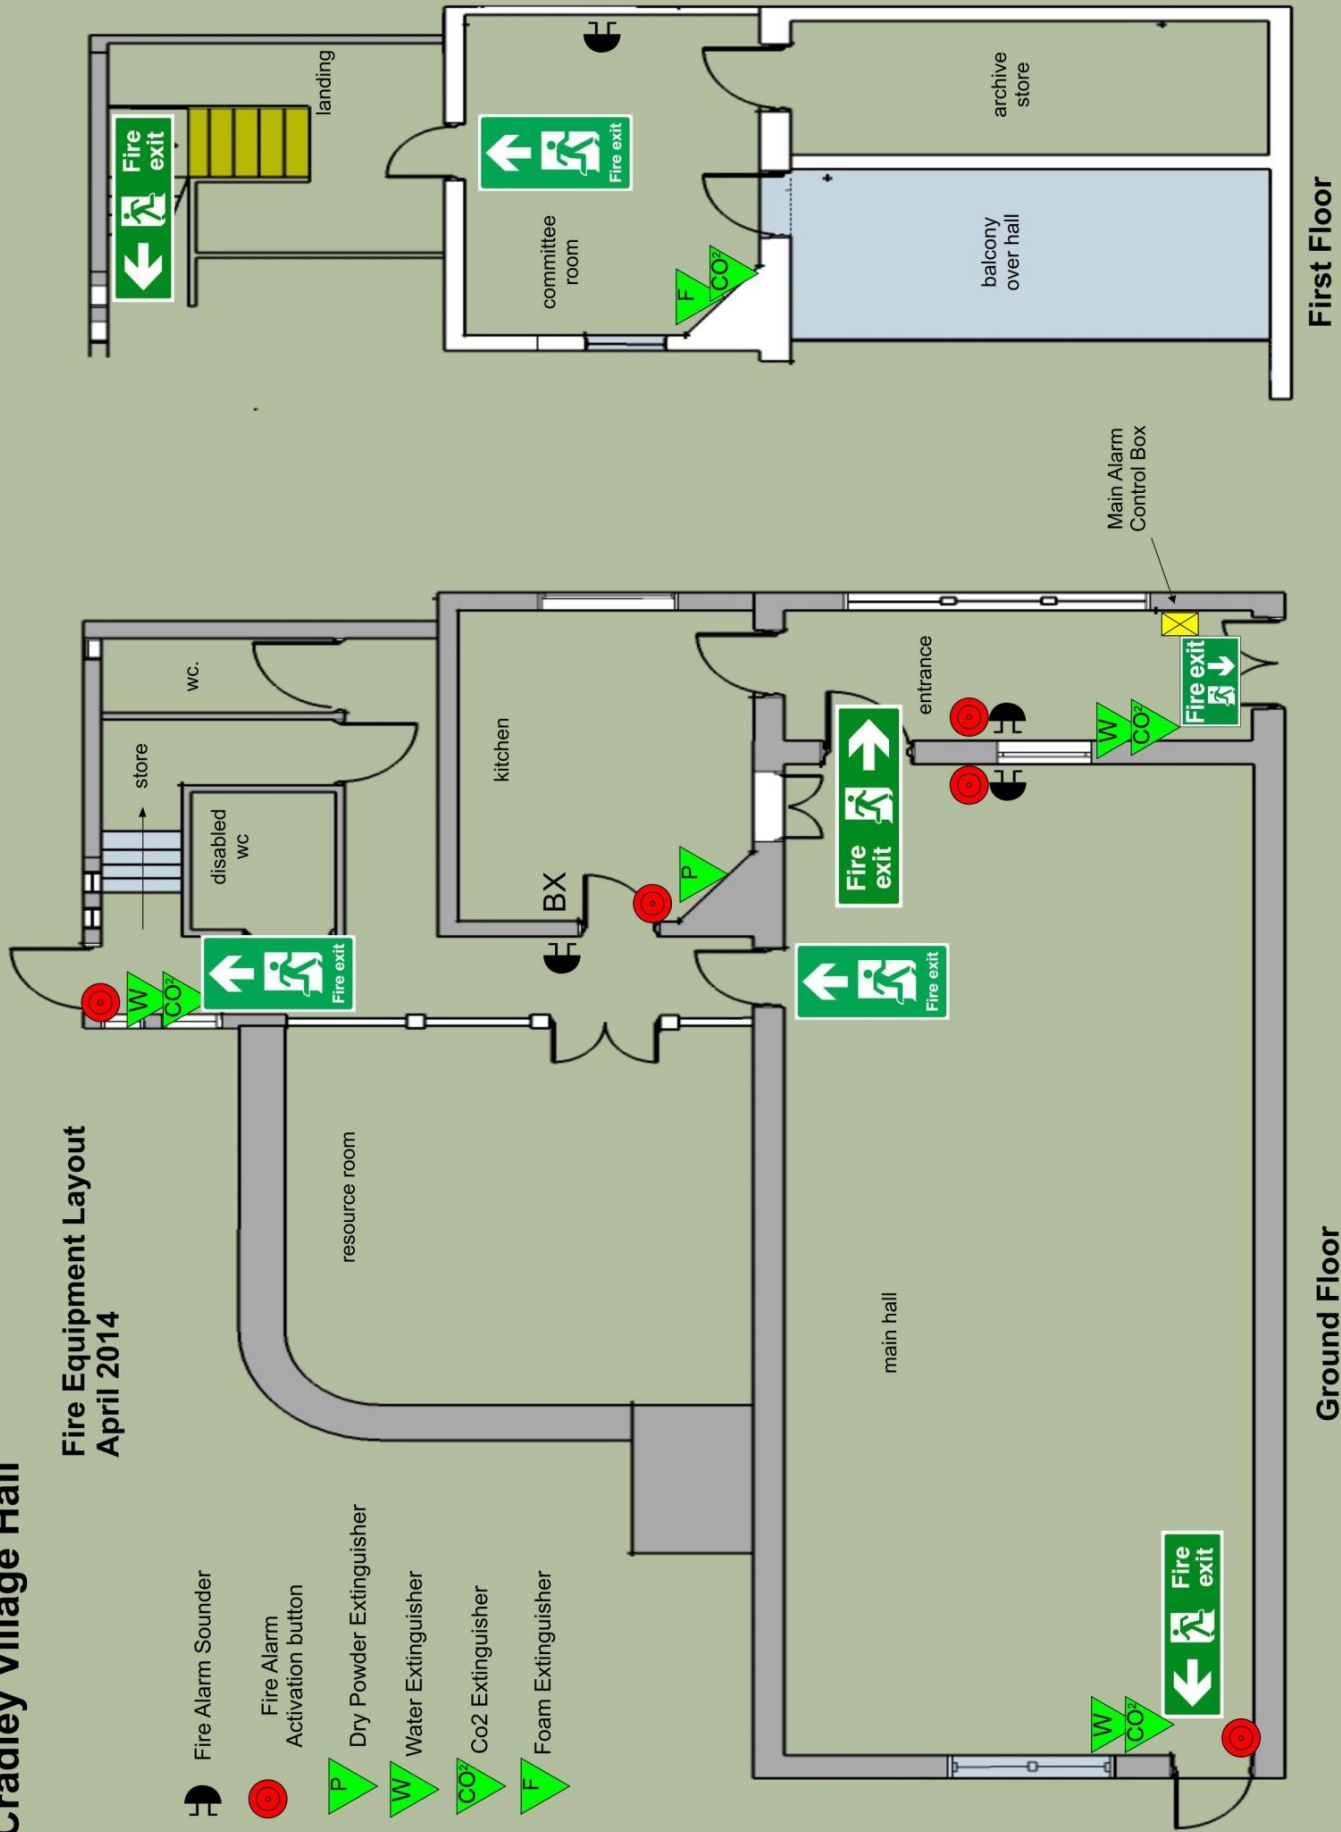 Cradley Village Hall
Fire Equipment Layout
April 2014
Fire Alarm Sounder
Fire Alarm
Activation button
P
Dry Powder Extinguisher
W
Water Extinguisher
CO²
Co2 Extinguisher
F
Foam Extinguisher
wc.
store
disabled
wc
W
CO²
Fire exit
resource room
kitchen
BX
P
Fire
exit
Fire exit
entrance
W
CO²
Fire exit
Main Alarm
Control Box
main hall
W
CO²
Fire
exit
Ground Floor
landing
Fire
exit
Fire exit
committee
room
F
CO²
archive
store
balcony
over hall
First Floor